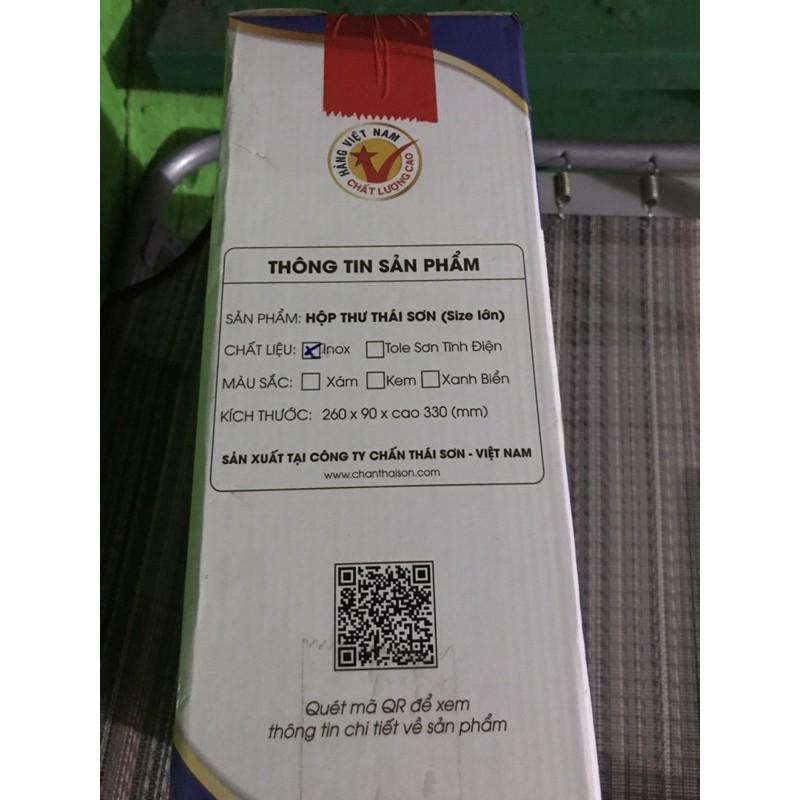 HÀNG VIỆT NAM
CHẤT LƯỢNG CAO
THÔNG TIN SẢN PHẨM
SẢN PHẨM: HỘP THƯ THÁI SƠN (Size lớn)
CHẤT LIỆU: Inox Tole Sơn Tĩnh Điện
MÀU SẮC: Xám Kem Xanh Biển
KÍCH THƯỚC: 260 x 90 x cao 330 (mm)
SẢN XUẤT TẠI CÔNG TY CHẤN THÁI SƠN - VIỆT NAM
www.chanthaison.com
Quét mã QR để xem
thông tin chi tiết về sản phẩm